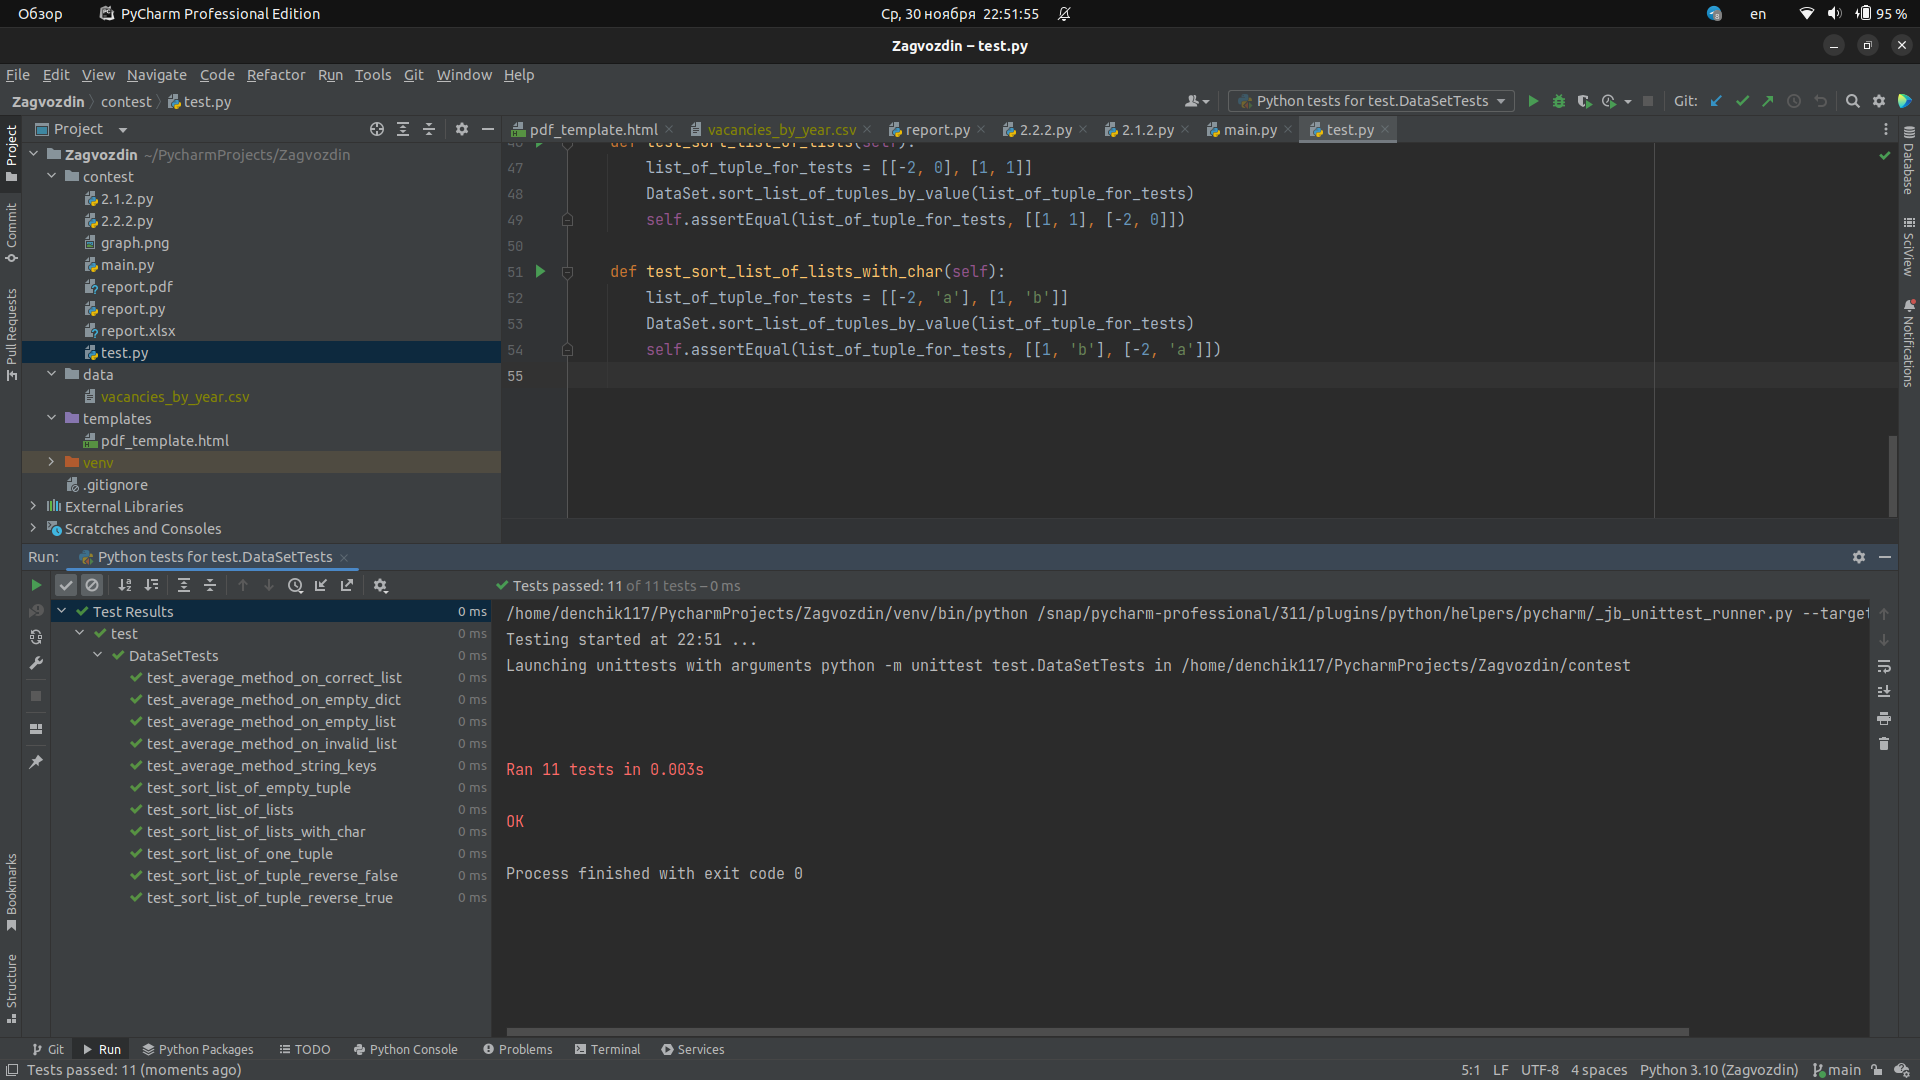 Обзор PyCharm Professional Edition Ср, 30 ноября 22:51:55 en 95 %
Zagvozdin – test.py
File Edit View Navigate Code Refactor Run Tools Git Window Help
Zagvozdin contest test.py Python tests for test.DataSetTests Git:
Project
pdf_template.html vacancies_by_year.csv report.py 2.2.2.py 2.1.2.py main.py test.py
Zagvozdin ~/PycharmProjects/Zagvozdin
contest
2.1.2.py
2.2.2.py
graph.png
main.py
report.pdf
report.py
report.xlsx
test.py
data
vacancies_by_year.csv
templates
pdf_template.html
venv
.gitignore
External Libraries
Scratches and Consoles
46 def test_sort_list_of_lists(self):
47 list_of_tuple_for_tests = [[-2, 0], [1, 1]]
48 DataSet.sort_list_of_tuples_by_value(list_of_tuple_for_tests)
49 self.assertEqual(list_of_tuple_for_tests, [[1, 1], [-2, 0]])
50
51 def test_sort_list_of_lists_with_char(self):
52 list_of_tuple_for_tests = [[-2, 'a'], [1, 'b']]
53 DataSet.sort_list_of_tuples_by_value(list_of_tuple_for_tests)
54 self.assertEqual(list_of_tuple_for_tests, [[1, 'b'], [-2, 'a']])
55
Project
Commit
Pull Requests
Bookmarks
Structure
Database
SciView
Notifications
Run: Python tests for test.DataSetTests
Tests passed: 11 of 11 tests – 0 ms
Test Results 0 ms
test 0 ms
DataSetTests 0 ms
test_average_method_on_correct_list 0 ms
test_average_method_on_empty_dict 0 ms
test_average_method_on_empty_list 0 ms
test_average_method_on_invalid_list 0 ms
test_average_method_string_keys 0 ms
test_sort_list_of_empty_tuple 0 ms
test_sort_list_of_lists 0 ms
test_sort_list_of_lists_with_char 0 ms
test_sort_list_of_one_tuple 0 ms
test_sort_list_of_tuple_reverse_false 0 ms
test_sort_list_of_tuple_reverse_true 0 ms
/home/denchik117/PycharmProjects/Zagvozdin/venv/bin/python /snap/pycharm-professional/311/plugins/python/helpers/pycharm/_jb_unittest_runner.py --target
Testing started at 22:51 ...
Launching unittests with arguments python -m unittest test.DataSetTests in /home/denchik117/PycharmProjects/Zagvozdin/contest
Ran 11 tests in 0.003s
OK
Process finished with exit code 0
Git Run Python Packages TODO Python Console Problems Terminal Services
Tests passed: 11 (moments ago) 5:1 LF UTF-8 4 spaces Python 3.10 (Zagvozdin) main